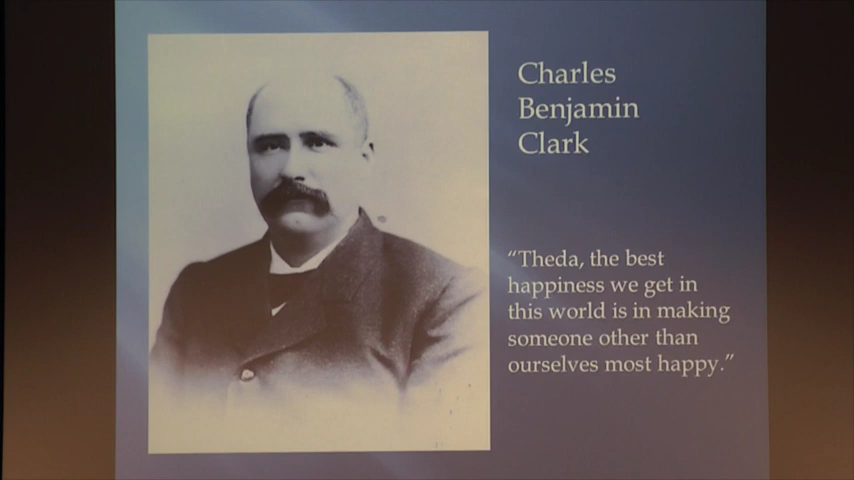 Charles
Benjamin
Clark
“Theda, the best
happiness we get in
this world is in making
someone other than
ourselves most happy.”